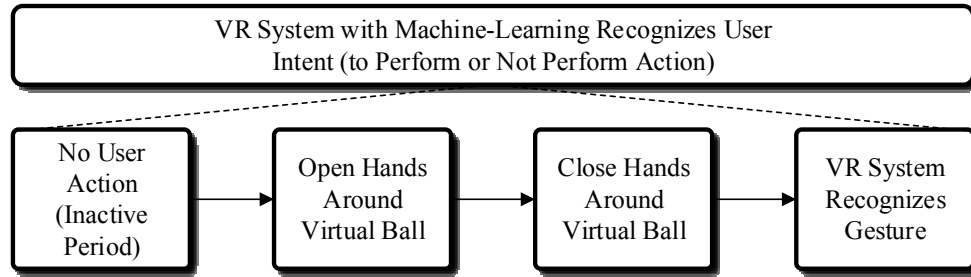 VR System with Machine-Learning Recognizes User
Intent (to Perform or Not Perform Action)
No User
Action
(Inactive
Period)
Open Hands
Around
Virtual Ball
Close Hands
Around
Virtual Ball
VR System
Recognizes
Gesture